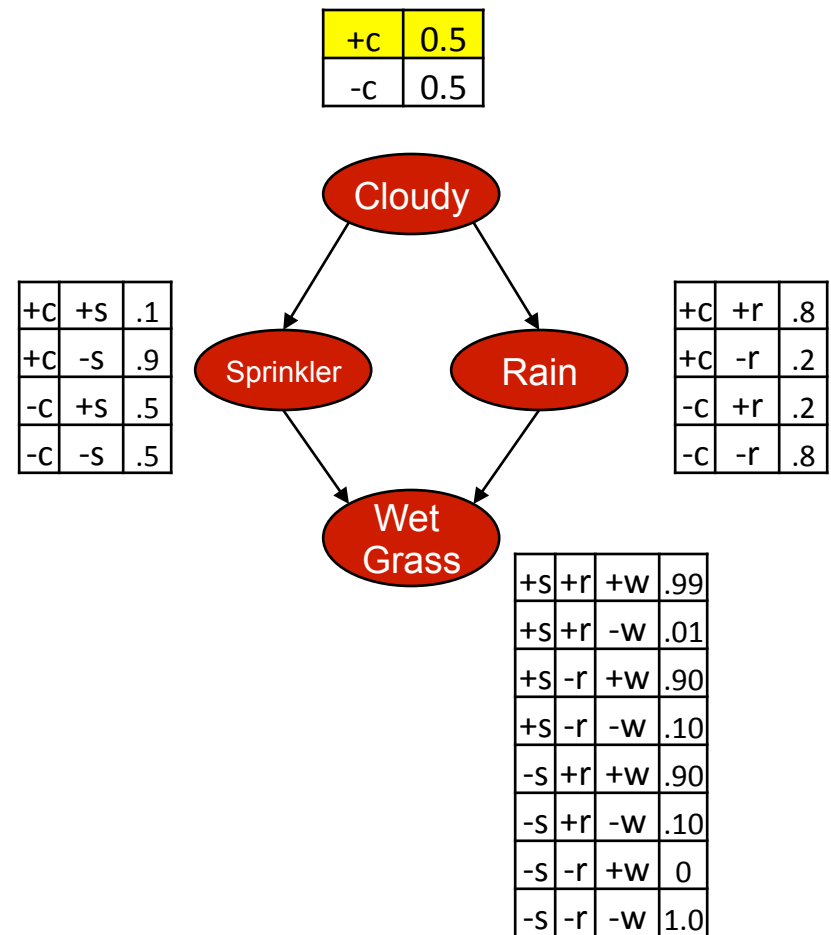 +c 0.5
-c 0.5
Cloudy
+c +s .1
+c -s .9
-c +s .5
-c -s .5
Sprinkler
Rain
+c +r .8
+c -r .2
-c +r .2
-c -r .8
Wet
Grass
+s +r +w .99
+s +r -w .01
+s -r +w .90
+s -r -w .10
-s +r +w .90
-s +r -w .10
-s -r +w 0
-s -r -w 1.0